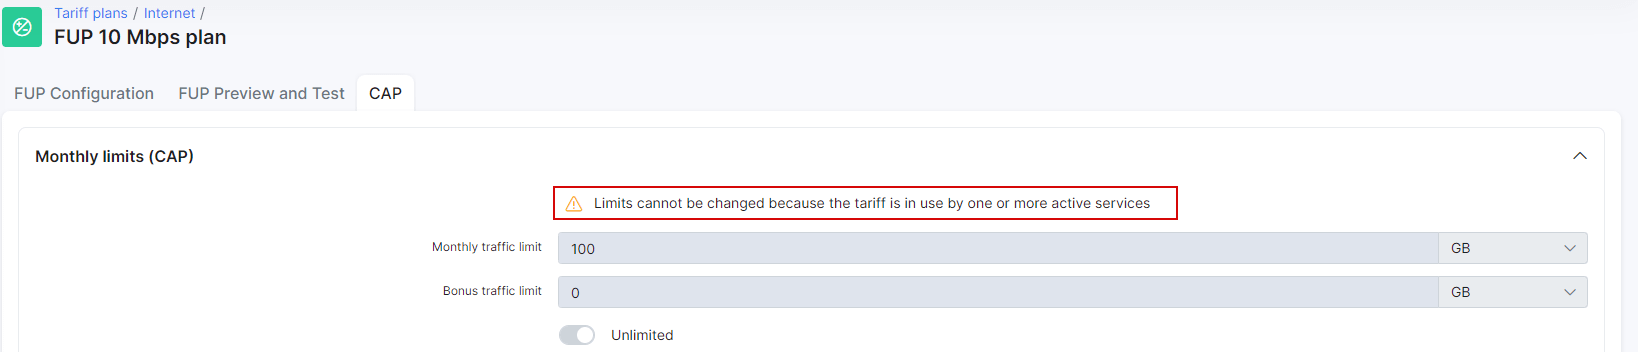 Tariff plans / Internet /
FUP 10 Mbps plan
FUP Configuration FUP Preview and Test CAP
Monthly limits (CAP)
Limits cannot be changed because the tariff is in use by one or more active services
Monthly traffic limit 100 GB
Bonus traffic limit 0 GB
Unlimited